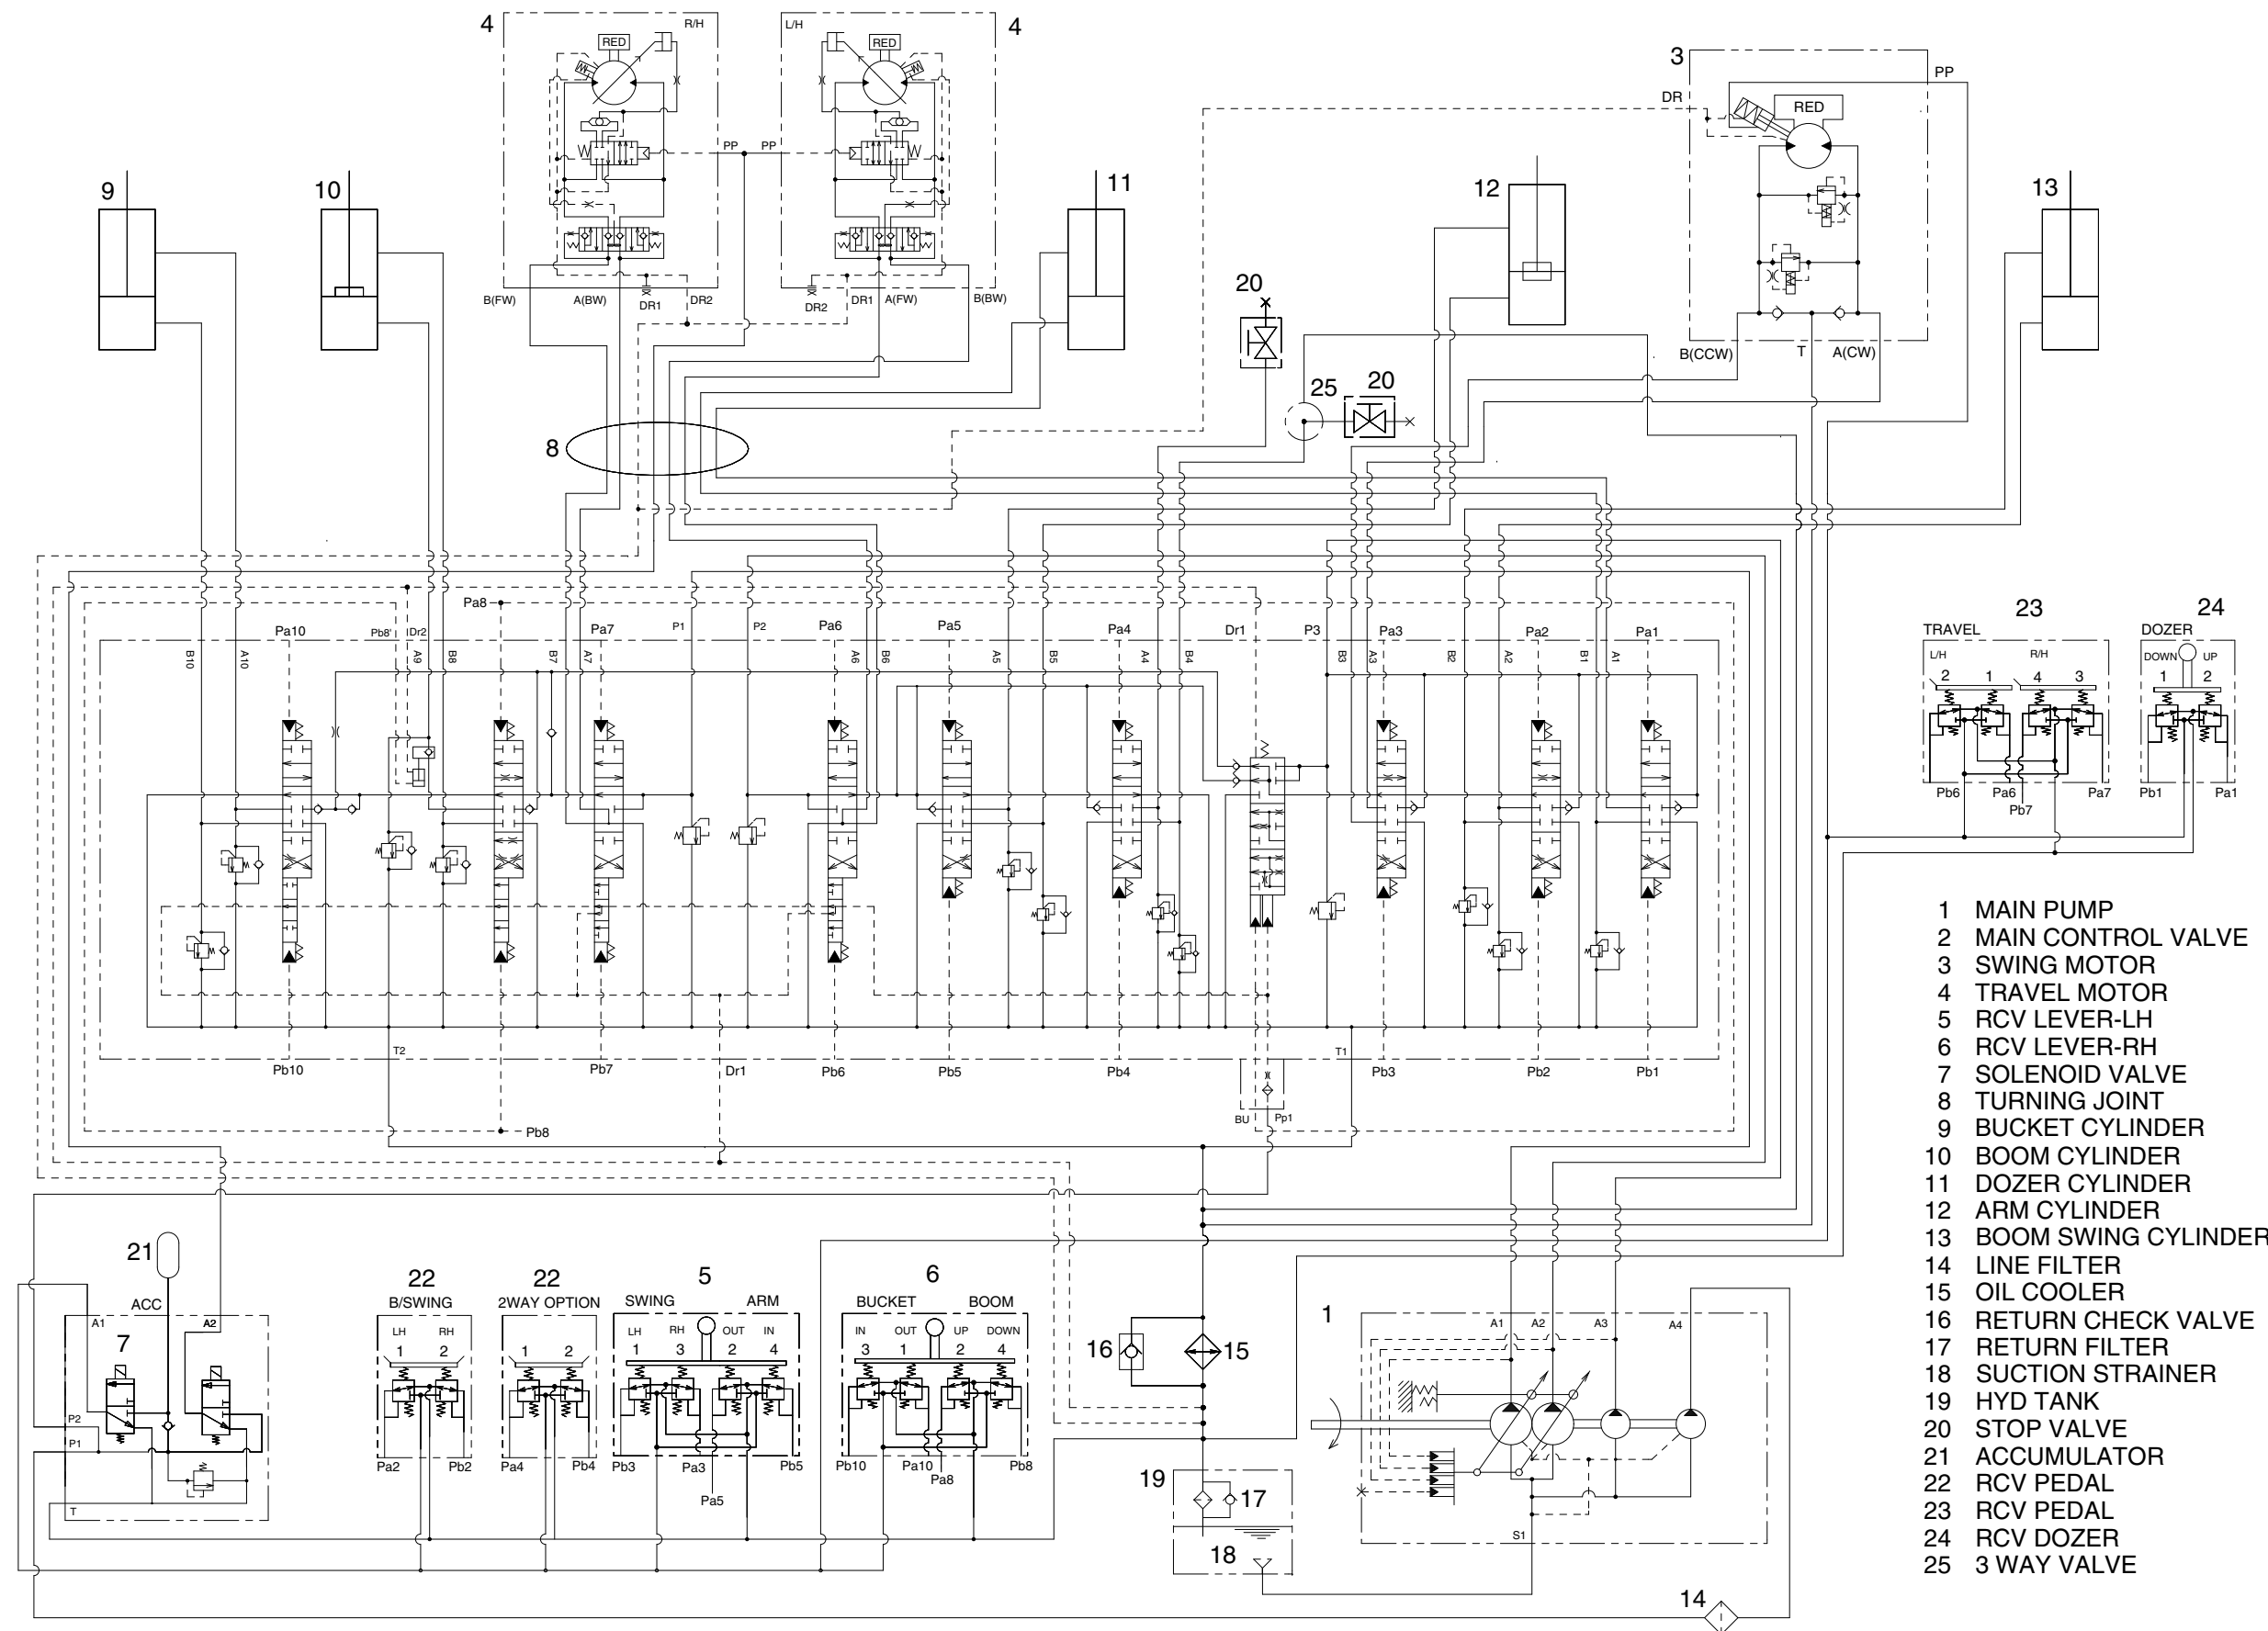 4
R/H
RED
L/H
RED
4
3
PP
DR
RED
PP
PP
9
10
11
12
13
B(FW)
A(BW)
DR1
DR2
DR2
DR1
A(FW)
B(BW)
20
B(CCW)
T
A(CW)
25
20
8
Pa8
Pa10
Pb8'
Dr2
Pa7
P1
P2
Pa6
Pa5
Pa4
Dr1
P3
Pa3
Pa2
Pa1
B10
A10
A9
B8
B7
A7
A6
B6
A5
B5
A4
B4
B3
A3
B2
A2
B1
A1
23
TRAVEL
L/H
R/H
2
1
4
3
Pb6
Pa6
Pb7
Pa7
24
DOZER
DOWN
UP
1
2
Pb1
Pa1
T2
T1
Pb10
Pb7
Dr1
Pb6
Pb5
Pb4
Pb3
Pb2
Pb1
BU
Pp1
Pb8
1 MAIN PUMP
2 MAIN CONTROL VALVE
3 SWING MOTOR
4 TRAVEL MOTOR
5 RCV LEVER-LH
6 RCV LEVER-RH
7 SOLENOID VALVE
8 TURNING JOINT
9 BUCKET CYLINDER
10 BOOM CYLINDER
11 DOZER CYLINDER
12 ARM CYLINDER
13 BOOM SWING CYLINDER
14 LINE FILTER
15 OIL COOLER
16 RETURN CHECK VALVE
17 RETURN FILTER
18 SUCTION STRAINER
19 HYD TANK
20 STOP VALVE
21 ACCUMULATOR
22 RCV PEDAL
23 RCV PEDAL
24 RCV DOZER
25 3 WAY VALVE
21
ACC
A1
A2
7
P2
P1
T
22
B/SWING
LH
RH
1
2
Pa2
Pb2
22
2WAY OPTION
1
2
Pa4
Pb4
5
SWING
ARM
LH
RH
OUT
IN
1
3
2
4
Pb3
Pa3
Pa5
Pb5
6
BUCKET
BOOM
IN
OUT
UP
DOWN
3
1
2
4
Pb10
Pa10
Pa8
Pb8
16
15
19
17
18
1
A1
A2
A3
A4
S1
14